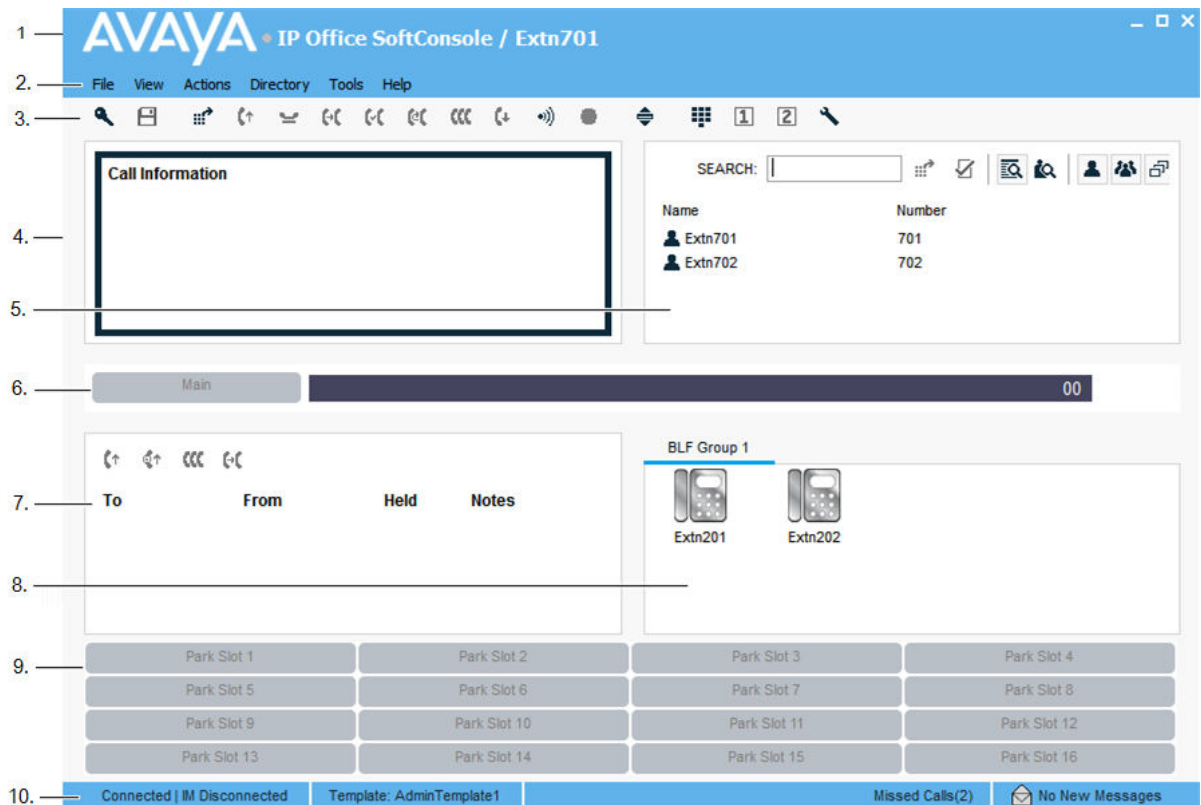 1
AVAYA IP Office SoftConsole / Extn701
2.
File View Actions Directory Tools Help
3.
1 2
Call Information
SEARCH:
Name Number
Extn701 701
Extn702 702
4.
5.
6.
Main 00
BLF Group 1
7.
To From Held Notes
Extn201 Extn202
8.
9.
Park Slot 1 Park Slot 2 Park Slot 3 Park Slot 4
Park Slot 5 Park Slot 6 Park Slot 7 Park Slot 8
Park Slot 9 Park Slot 10 Park Slot 11 Park Slot 12
Park Slot 13 Park Slot 14 Park Slot 15 Park Slot 16
10.
Connected | IM Disconnected Template: AdminTemplate1 Missed Calls(2) No New Messages